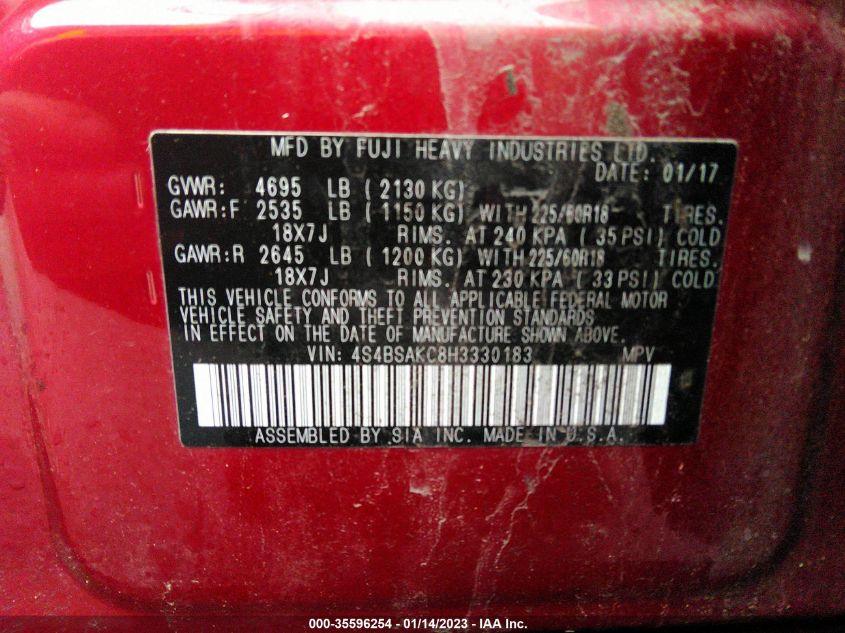 MFD BY FUJI HEAVY INDUSTRIES LTD.
DATE: 01/17
GVWR: 4695 LB ( 2130 KG)
GAWR:F 2535 LB ( 1150 KG) WITH 225/60R18 TIRES.
18X7J RIMS. AT 240 KPA ( 35 PSI) COLD
GAWR:R 2645 LB ( 1200 KG) WITH 225/60R18 TIRES.
18X7J RIMS. AT 230 KPA ( 33 PSI) COLD
THIS VEHICLE CONFORMS TO ALL APPLICABLE FEDERAL MOTOR
VEHICLE SAFETY AND THEFT PREVENTION STANDARDS
IN EFFECT ON THE DATE OF MANUFACTURE SHOWN ABOVE.
VIN: 4S4BSAKC8H3330183 MPV
ASSEMBLED BY SIA INC. MADE IN U.S.A.
000-35596254 - 01/14/2023 - IAA Inc.